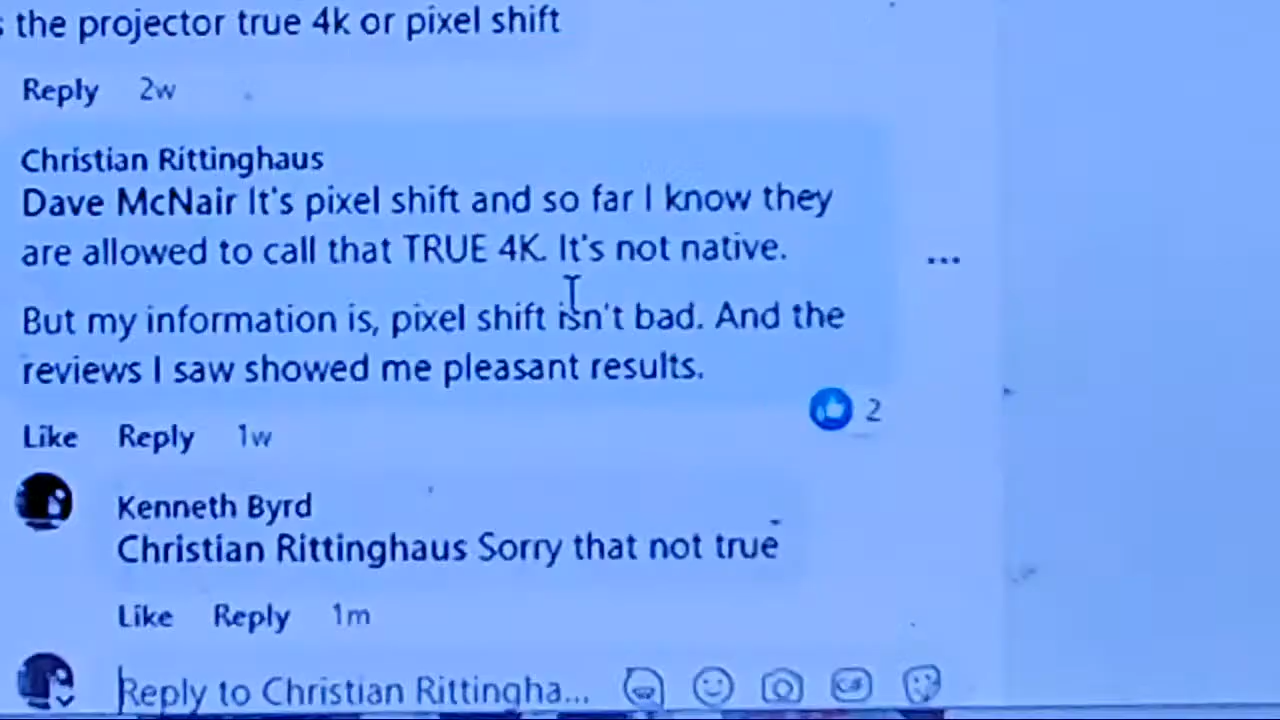 the projector true 4k or pixel shift
Reply 2w
Christian Rittinghaus
Dave McNair It's pixel shift and so far I know they
are allowed to call that TRUE 4K. It's not native.
...
But my information is, pixel shift isn't bad. And the
reviews I saw showed me pleasant results.
2
Like Reply 1w
Kenneth Byrd
Christian Rittinghaus Sorry that not true
Like Reply 1m
Reply to Christian Rittingha...